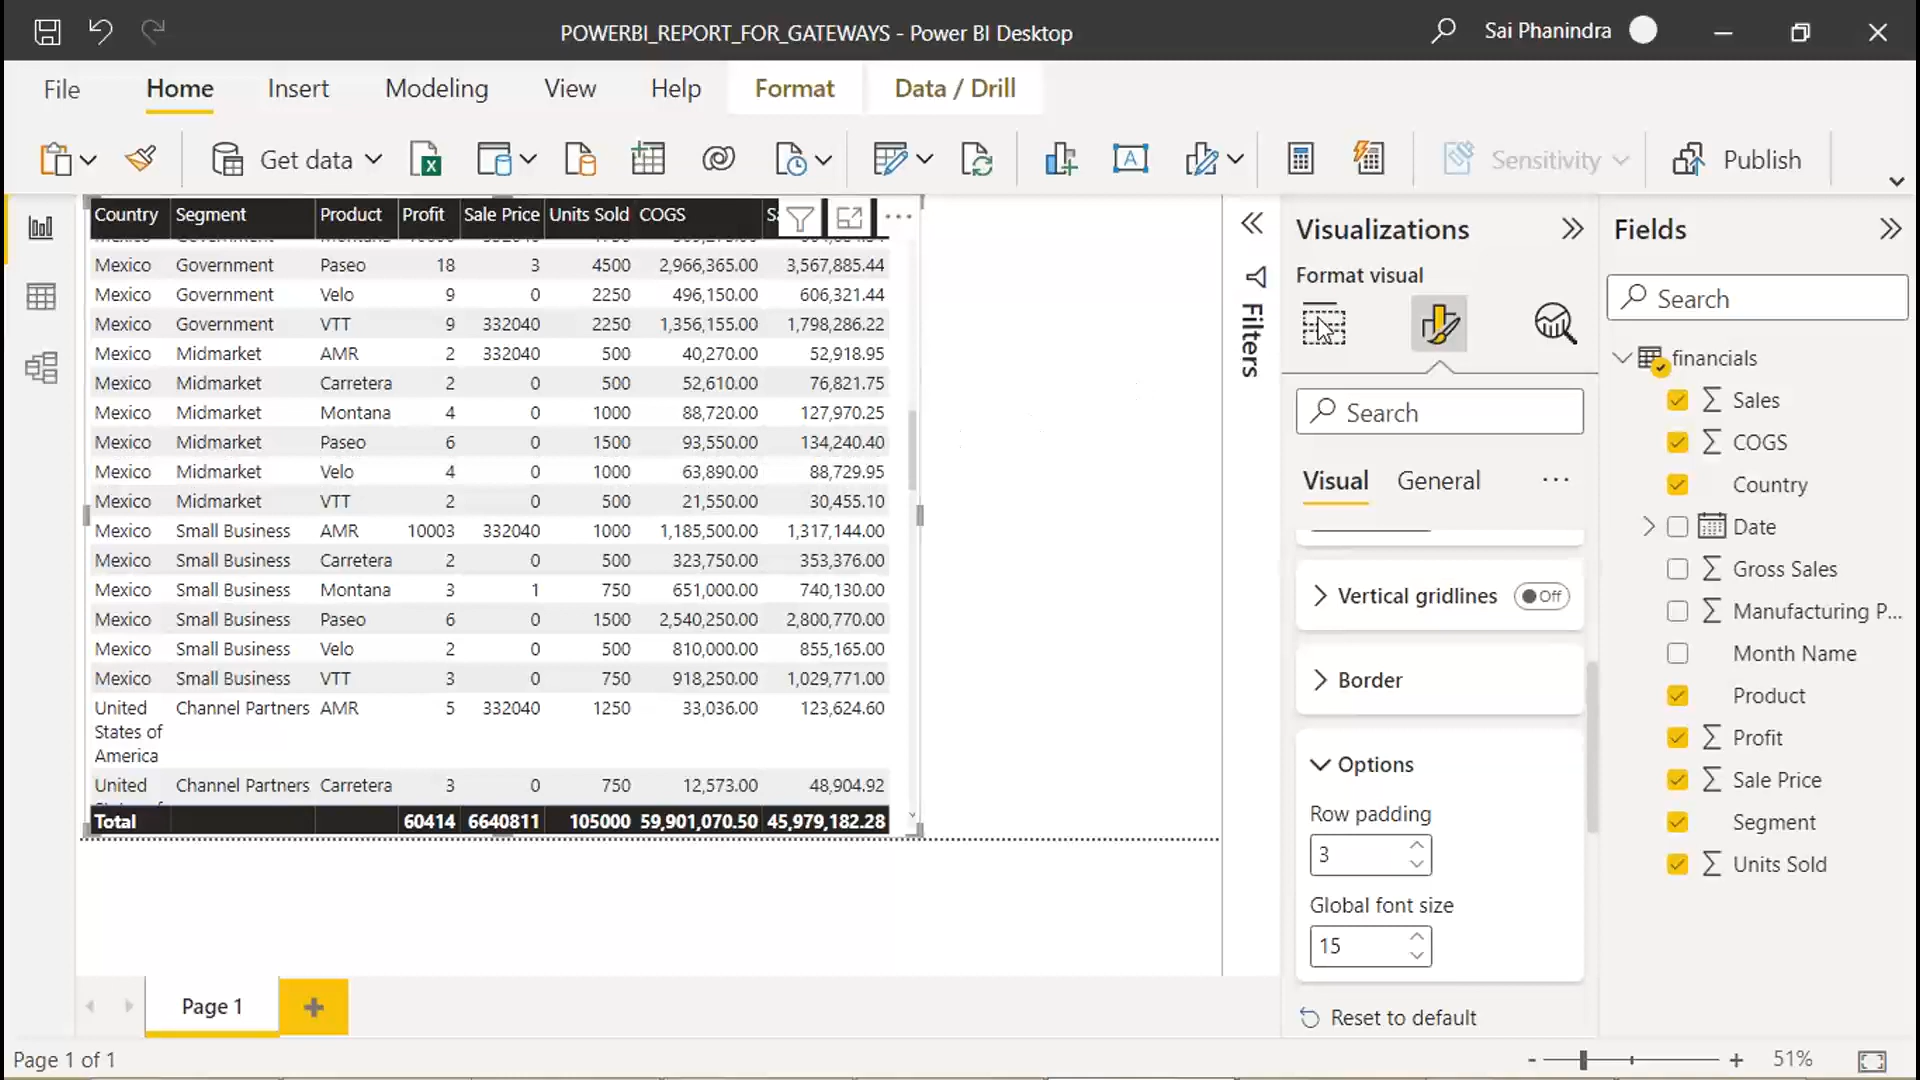 POWERBI_REPORT_FOR_GATEWAYS - Power BI Desktop
Sai Phanindra
File Home Insert Modeling View Help Format Data / Drill
Get data
Sensitivity
Publish
Country Segment Product Profit Sale Price Units Sold COGS
Mexico Government Paseo 18 3 4500 2,966,365.00 3,567,885.44
Mexico Government Velo 9 0 2250 496,150.00 606,321.44
Mexico Government VTT 9 332040 2250 1,356,155.00 1,798,286.22
Mexico Midmarket AMR 2 332040 500 40,270.00 52,918.95
Mexico Midmarket Carretera 2 0 500 52,610.00 76,821.75
Mexico Midmarket Montana 4 0 1000 88,720.00 127,970.25
Mexico Midmarket Paseo 6 0 1500 93,550.00 134,240.40
Mexico Midmarket Velo 4 0 1000 63,890.00 88,729.95
Mexico Midmarket VTT 2 0 500 21,550.00 30,455.10
Mexico Small Business AMR 10003 332040 1000 1,185,500.00 1,317,144.00
Mexico Small Business Carretera 2 0 500 323,750.00 353,376.00
Mexico Small Business Montana 3 1 750 651,000.00 740,130.00
Mexico Small Business Paseo 6 0 1500 2,540,250.00 2,800,770.00
Mexico Small Business Velo 2 0 500 810,000.00 855,165.00
Mexico Small Business VTT 3 0 750 918,250.00 1,029,771.00
United Channel Partners AMR 5 332040 1250 33,036.00 123,624.60
States of
America
United Channel Partners Carretera 3 0 750 12,573.00 48,904.92
Total 60414 6640811 105000 59,901,070.50 45,979,182.28
Filters
Visualizations
Format visual
Search
Visual General ...
Vertical gridlines Off
Border
Options
Row padding
3
Global font size
15
Reset to default
Fields
Search
financials
Sales
COGS
Country
Date
Gross Sales
Manufacturing P...
Month Name
Product
Profit
Sale Price
Segment
Units Sold
Page 1
Page 1 of 1
- + 51%